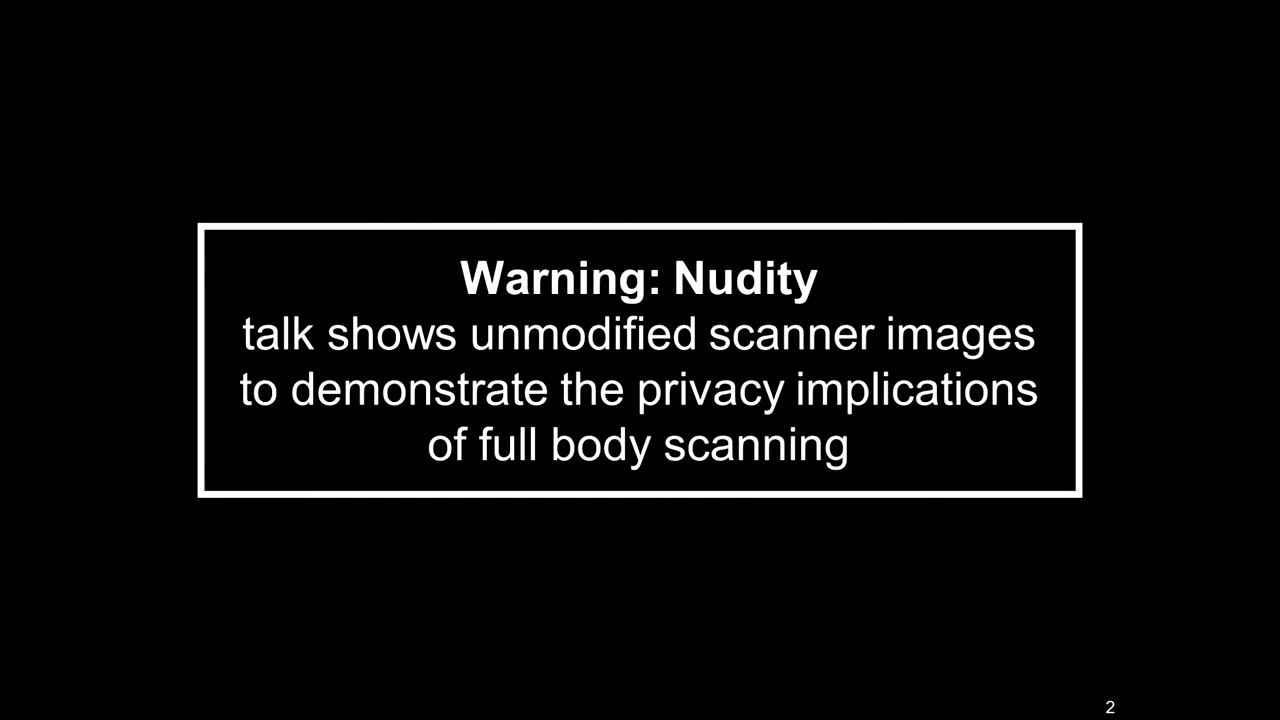 Warning: Nudity
talk shows unmodified scanner images
to demonstrate the privacy implications
of full body scanning
2